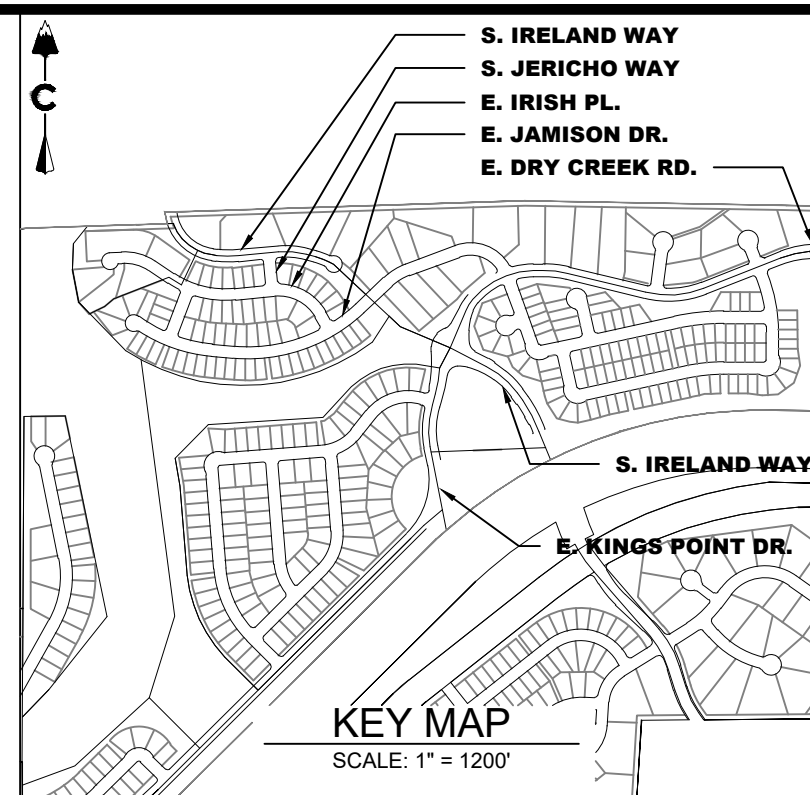 S. IRELAND WAY
S. JERICHO WAY
E. IRISH PL.
E. JAMISON DR.
E. DRY CREEK RD.
C
S. IRELAND WAY
E. KINGS POINT DR.
KEY MAP
SCALE: 1" = 1200'